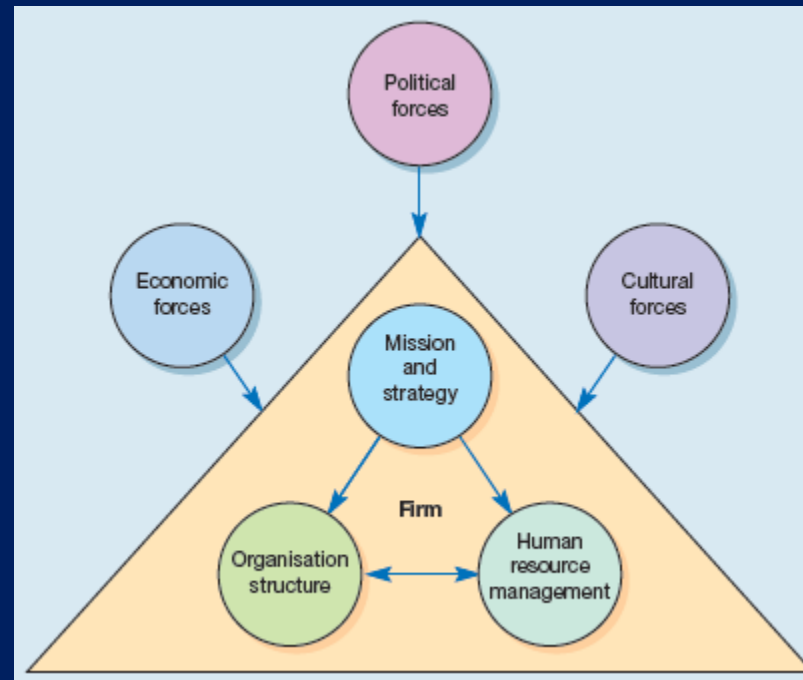 Political
forces
Economic
forces
Cultural
forces
Mission
and
strategy
Firm
Organisation
structure
Human
resource
management